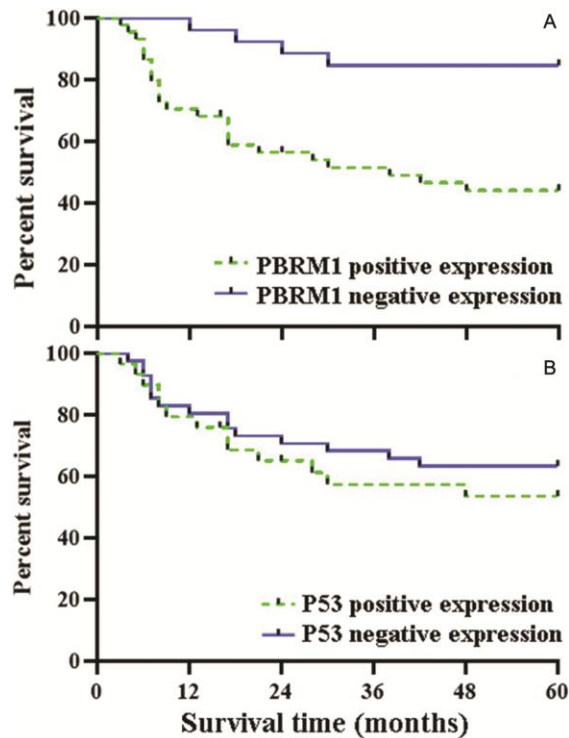 A
100
80
60
40
20
0
Percent survival
PBRM1 positive expression
PBRM1 negative expression
B
100
80
60
40
20
0
Percent survival
P53 positive expression
P53 negative expression
0 12 24 36 48 60
Survival time (months)